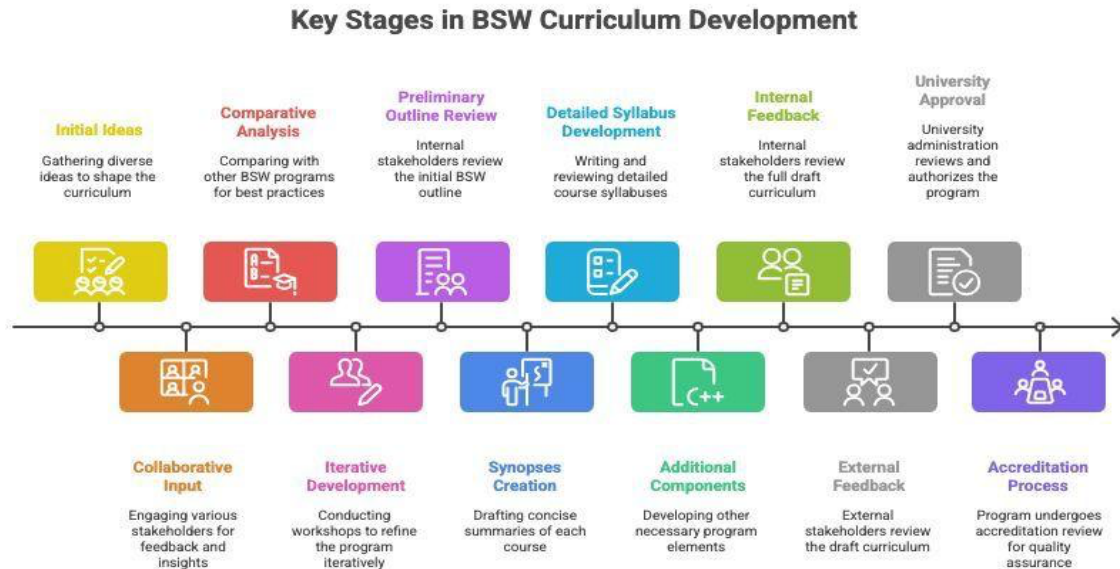 Key Stages in BSW Curriculum Development
Initial Ideas
Gathering diverse
ideas to shape the
curriculum
Collaborative
Input
Engaging various
stakeholders for
feedback and
insights
Comparative
Analysis
Comparing with
other BSW programs
for best practices
Iterative
Development
Conducting
workshops to refine
the program
iteratively
Preliminary
Outline Review
Internal
stakeholders review
the initial BSW
outline
Synopses
Creation
Drafting concise
summaries of each
course
Detailed Syllabus
Development
Writing and
reviewing detailed
course syllabuses
Additional
Components
Developing other
necessary program
elements
Internal
Feedback
Internal
stakeholders review
the full draft
curriculum
External
Feedback
External
stakeholders review
the draft curriculum
University
Approval
University
administration
reviews and
authorizes the
program
Accreditation
Process
Program undergoes
accreditation review
for quality
assurance
A
B
S
C++